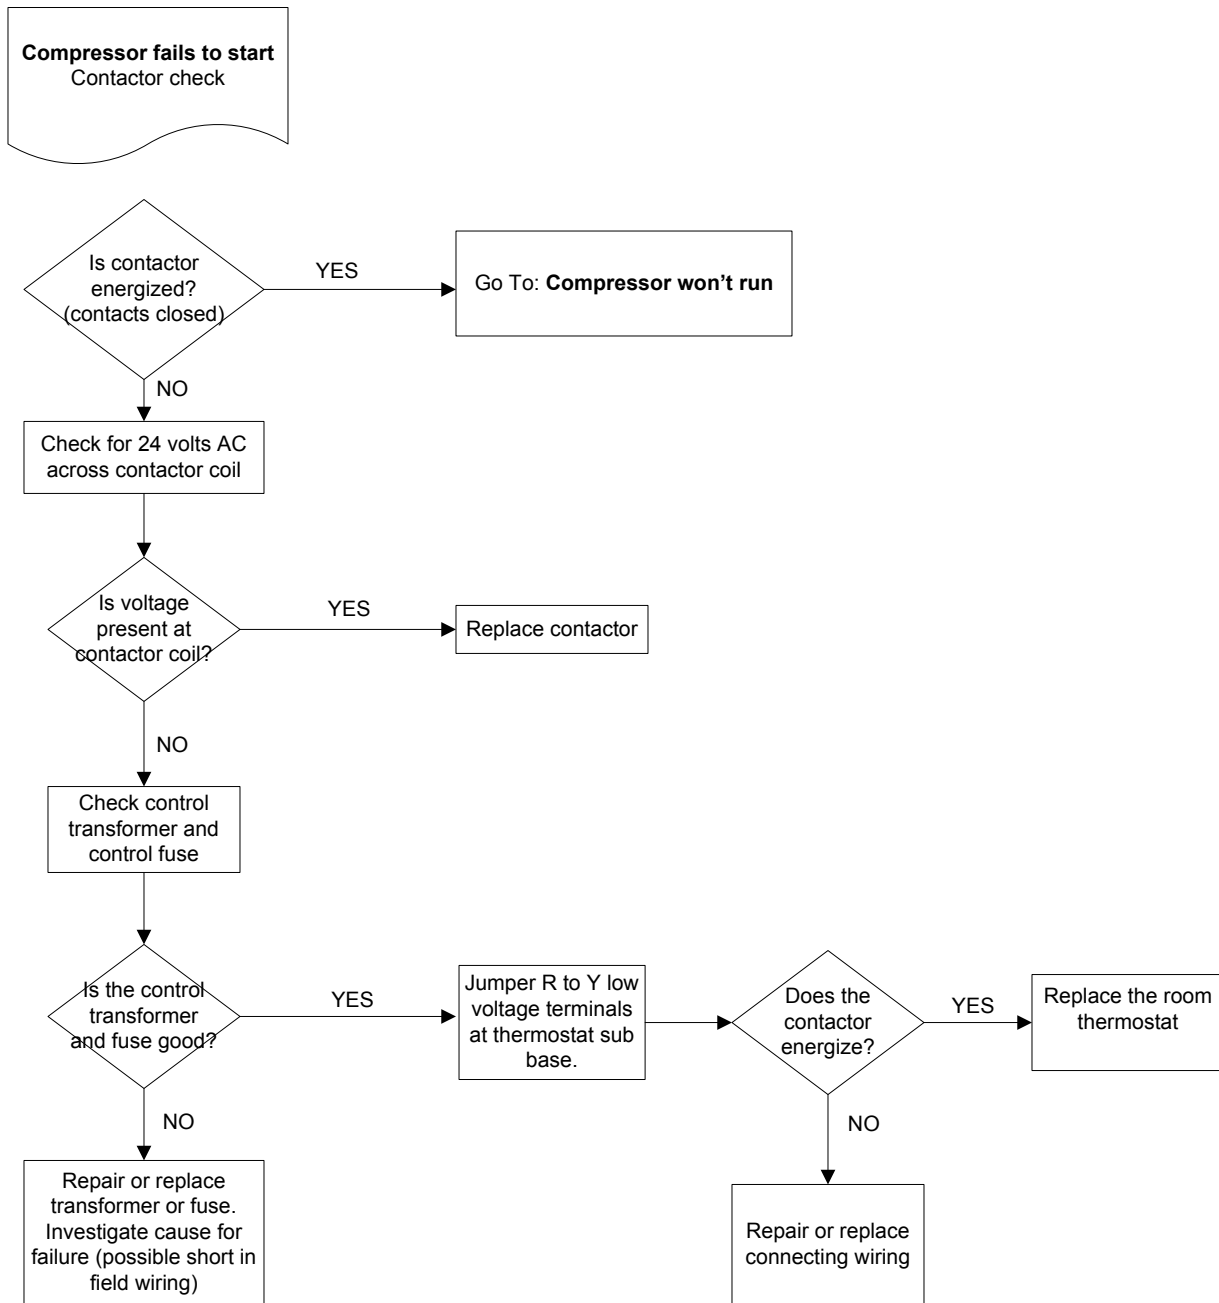 Compressor fails to start
Contactor check
Is contactor
energized?
(contacts closed)
YES
Go To: Compressor won’t run
NO
Check for 24 volts AC
across contactor coil
Is voltage
present at
contactor coil?
YES
Replace contactor
NO
Check control
transformer and
control fuse
Is the control
transformer
and fuse good?
YES
Jumper R to Y low
voltage terminals
at thermostat sub
base.
Does the
contactor
energize?
YES
Replace the room
thermostat
NO
Repair or replace
transformer or fuse.
Investigate cause for
failure (possible short in
field wiring)
NO
Repair or replace
connecting wiring